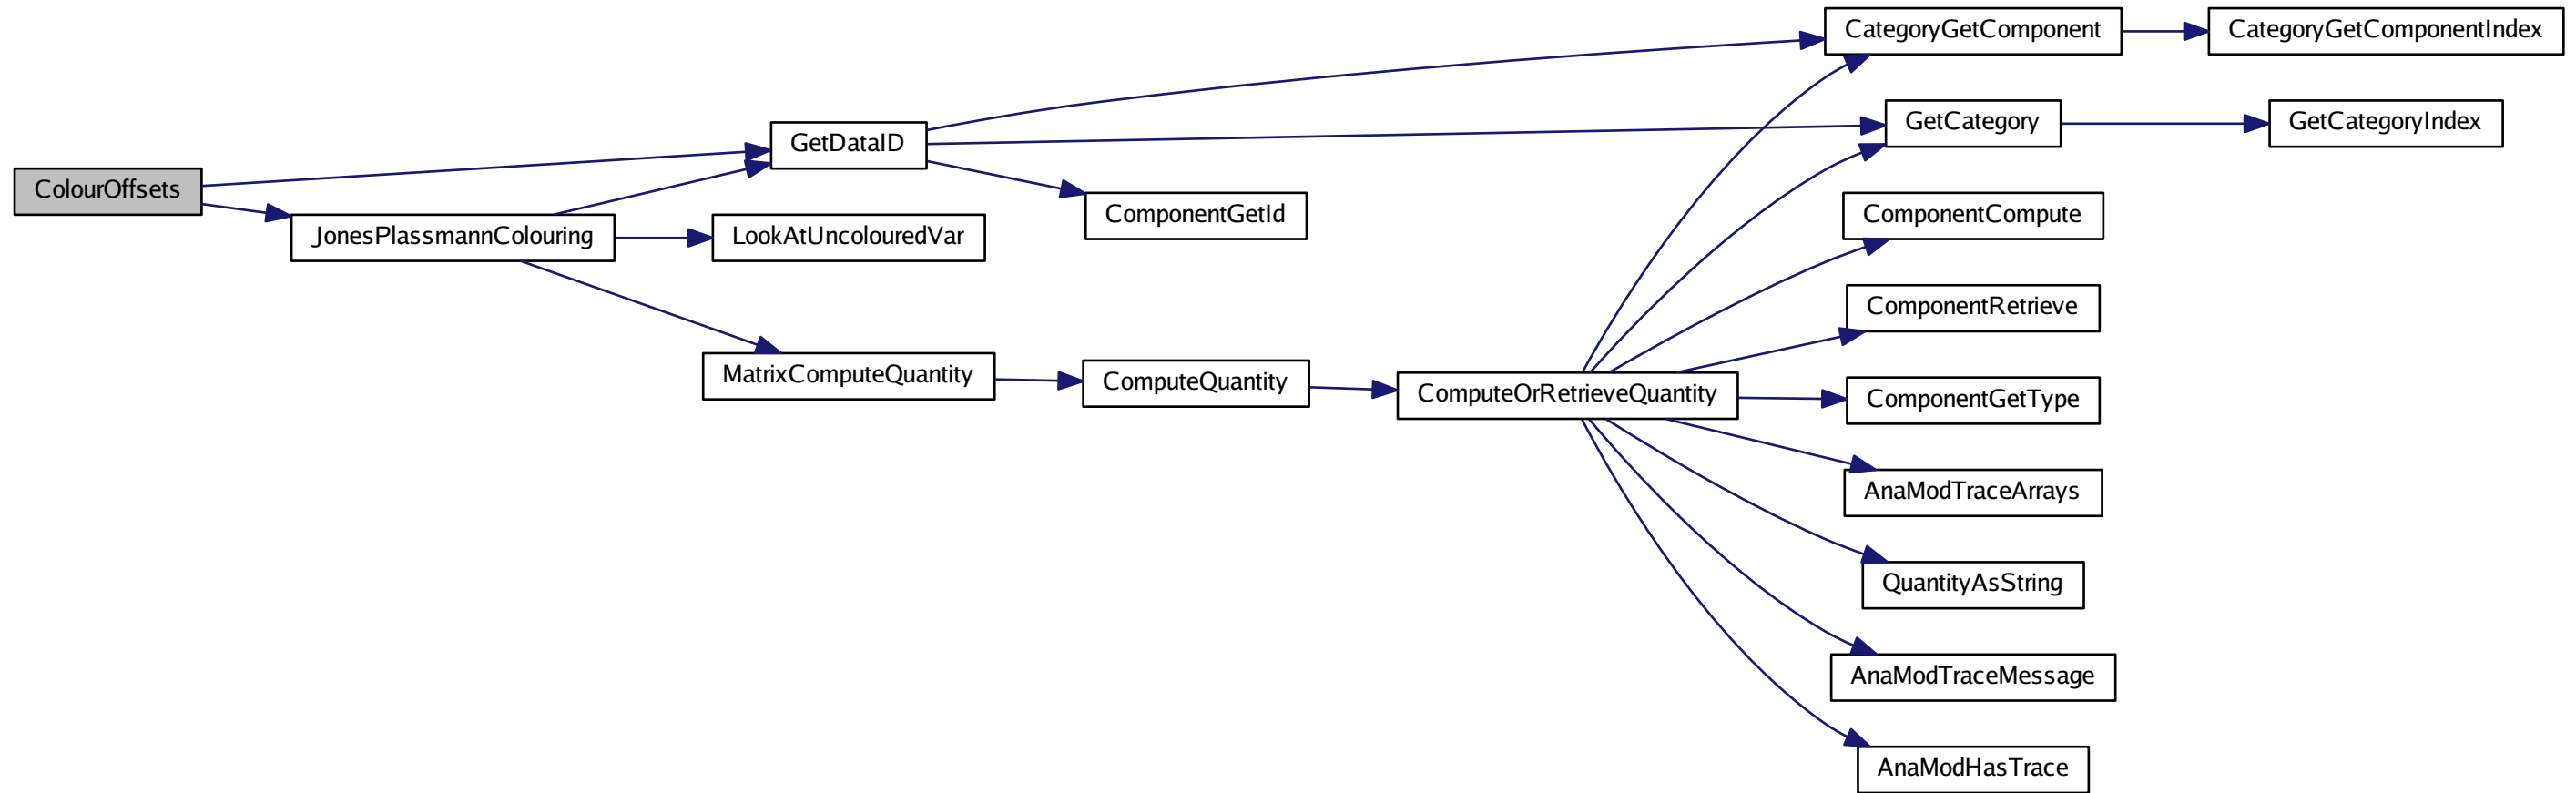 CategoryGetComponent
CategoryGetComponentIndex
GetCategory
GetCategoryIndex
GetDataID
ColourOffsets
ComponentGetId
ComponentCompute
JonesPlassmannColouring
LookAtUncolouredVar
ComponentRetrieve
MatrixComputeQuantity
ComputeQuantity
ComputeOrRetrieveQuantity
ComponentGetType
AnaModTraceArrays
QuantityAsString
AnaModTraceMessage
AnaModHasTrace